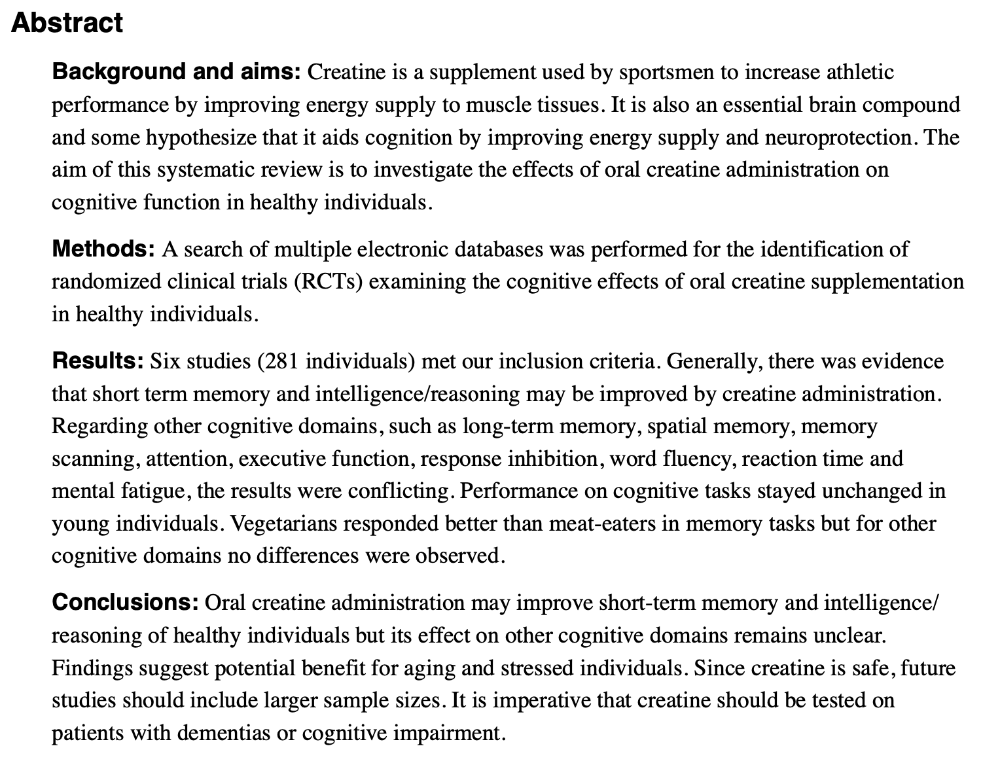 Abstract
Background and aims: Creatine is a supplement used by sportsmen to increase athletic
performance by improving energy supply to muscle tissues. It is also an essential brain compound
and some hypothesize that it aids cognition by improving energy supply and neuroprotection. The
aim of this systematic review is to investigate the effects of oral creatine administration on
cognitive function in healthy individuals.
Methods: A search of multiple electronic databases was performed for the identification of
randomized clinical trials (RCTs) examining the cognitive effects of oral creatine supplementation
in healthy individuals.
Results: Six studies (281 individuals) met our inclusion criteria. Generally, there was evidence
that short term memory and intelligence/reasoning may be improved by creatine administration.
Regarding other cognitive domains, such as long-term memory, spatial memory, memory
scanning, attention, executive function, response inhibition, word fluency, reaction time and
mental fatigue, the results were conflicting. Performance on cognitive tasks stayed unchanged in
young individuals. Vegetarians responded better than meat-eaters in memory tasks but for other
cognitive domains no differences were observed.
Conclusions: Oral creatine administration may improve short-term memory and intelligence/
reasoning of healthy individuals but its effect on other cognitive domains remains unclear.
Findings suggest potential benefit for aging and stressed individuals. Since creatine is safe, future
studies should include larger sample sizes. It is imperative that creatine should be tested on
patients with dementias or cognitive impairment.